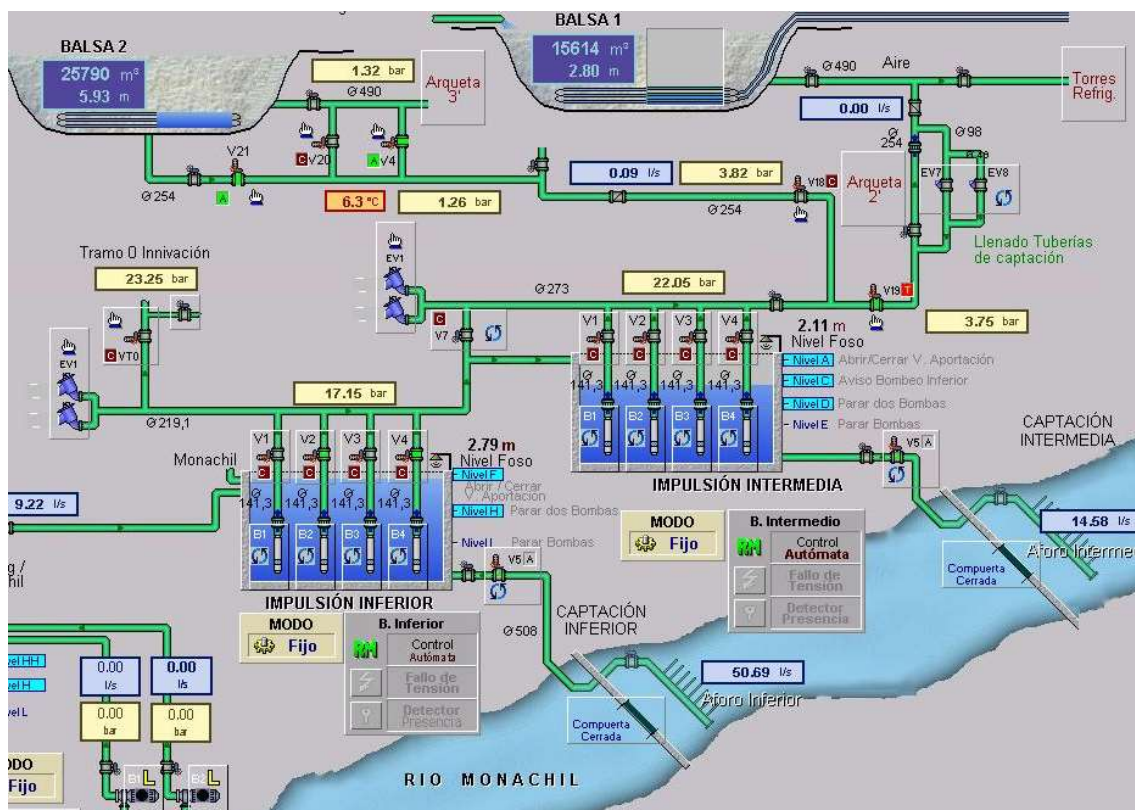 BALSA 2
25790 m³
5.93 m
1.32 bar
Ø490
Arqueta
3'
BALSA 1
15614 m³
2.80 m
Ø490
Aire
Torres
Refrig.
0.00 l/s
Ø
254
Ø98
V21
C V20
A V4
Ø254
A
6.3 ºC
1.26 bar
0.09 l/s
3.82 bar
V18 C
Ø254
Arqueta
2'
EV7
EV8
Llenado Tuberías
de captación
Tramo 0 Innivación
23.25 bar
EV1
Ø273
22.05 bar
V19 T
3.75 bar
C VT0
C
V7
V1
V2
V3
V4
C
C
C
C
2.11 m
Nivel Foso
Nivel A Abrir/Cerrar V. Aportación
Nivel C Aviso Bombeo Inferior
Nivel D Parar dos Bombas
Nivel E Parar Bombas
Ø
141,3
Ø
141,3
Ø
141,3
Ø
141,3
B1
B2
B3
B4
IMPULSIÓN INTERMEDIA
EV1
17.15 bar
Ø219,1
Monachil
V1
V2
V3
V4
C
C
C
C
2.79 m
Nivel Foso
Nivel F
Abrir / Cerrar
V. Aportación
Nivel H Parar dos Bombas
Nivel I Parar Bombas
Ø
141,3
Ø
141,3
Ø
141,3
Ø
141,3
B1
B2
B3
B4
9.22 l/s
IMPULSIÓN INFERIOR
V5 A
CAPTACIÓN
INTERMEDIA
V5 A
MODO
Fijo
B. Intermedio
RM
Control
Autómata
Fallo de
Tensión
Detector
Presencia
14.58 l/s
Aforo Interme
Compuerta
Cerrada
MODO
Fijo
B. Inferior
RM
Control
Autómata
Fallo de
Tensión
Detector
Presencia
CAPTACIÓN
INFERIOR
Ø508
50.69 l/s
Aforo Inferior
Compuerta
Cerrada
vel HH
vel H
vel L
0.00
l/s
0.00
l/s
0.00
bar
0.00
bar
ODO
Fijo
B1 L
B2 L
RIO MONACHIL